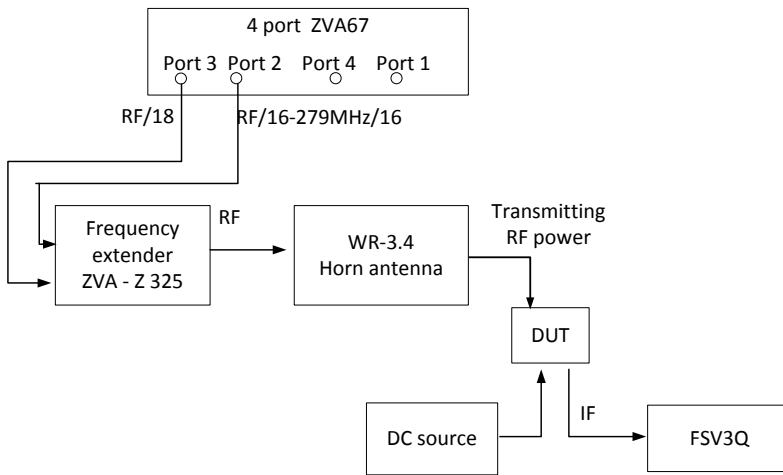 4 port ZVA67
Port 3 Port 2 Port 4 Port 1
RF/18 RF/16-279MHz/16
Frequency
extender
ZVA - Z 325
RF
WR-3.4
Horn antenna
Transmitting
RF power
DUT
DC source
IF
FSV3Q